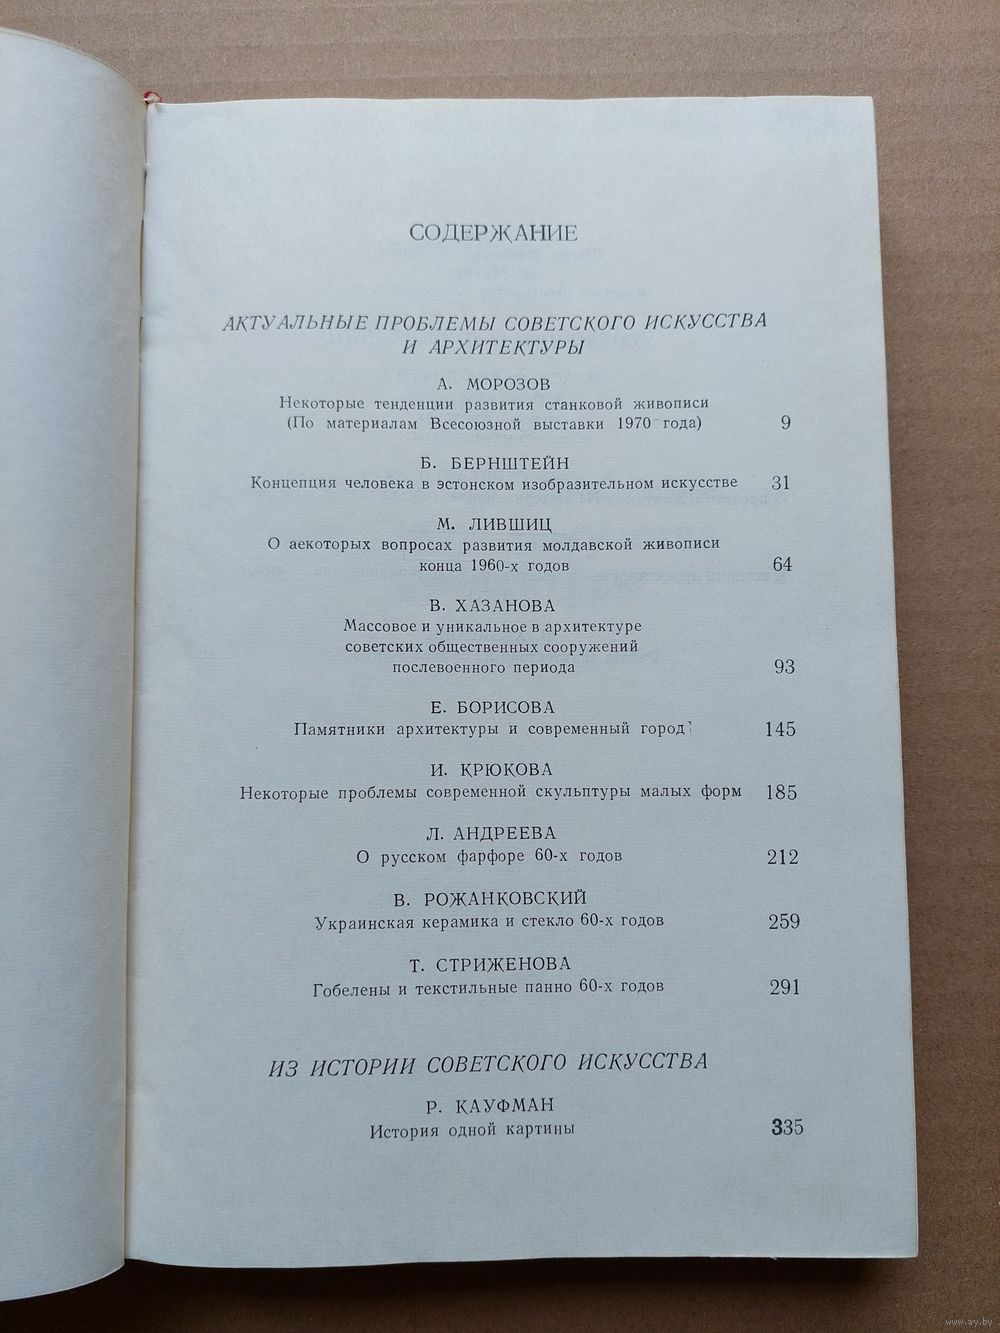 СОДЕРЖАНИЕ
АКТУАЛЬНЫЕ ПРОБЛЕМЫ СОВЕТСКОГО ИСКУССТВА
И АРХИТЕКТУРЫ
А. МОРОЗОВ
Некоторые тенденции развития станковой живописи
(По материалам Всесоюзной выставки 1970 года) 9
Б. БЕРНШТЕЙН
Концепция человека в эстонском изобразительном искусстве 31
М. ЛИВШИЦ
О аекоторых вопросах развития молдавской живописи
конца 1960-х годов 64
В. ХАЗАНОВА
Массовое и уникальное в архитектуре
советских общественных сооружений
послевоенного периода 93
Е. БОРИСОВА
Памятники архитектуры и современный город 145
И. КРЮКОВА
Некоторые проблемы современной скульптуры малых форм 185
Л. АНДРЕЕВА
О русском фарфоре 60-х годов 212
В. РОЖАНКОВСКИЙ
Украинская керамика и стекло 60-х годов 259
Т. СТРИЖЕНОВА
Гобелены и текстильные панно 60-х годов 291
ИЗ ИСТОРИИ СОВЕТСКОГО ИСКУССТВА
Р. КАУФМАН
История одной картины 335
www.ay.by